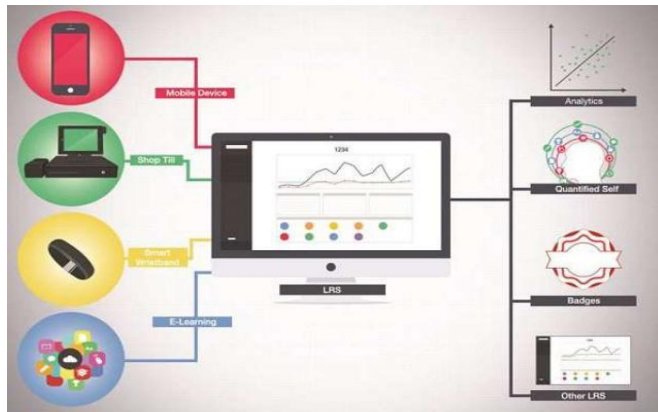 Mobile Device
Shop Till
Smart
Wristband
E-Learning
1234
LRS
Analytics
Quantified Self
Badges
Other LRS